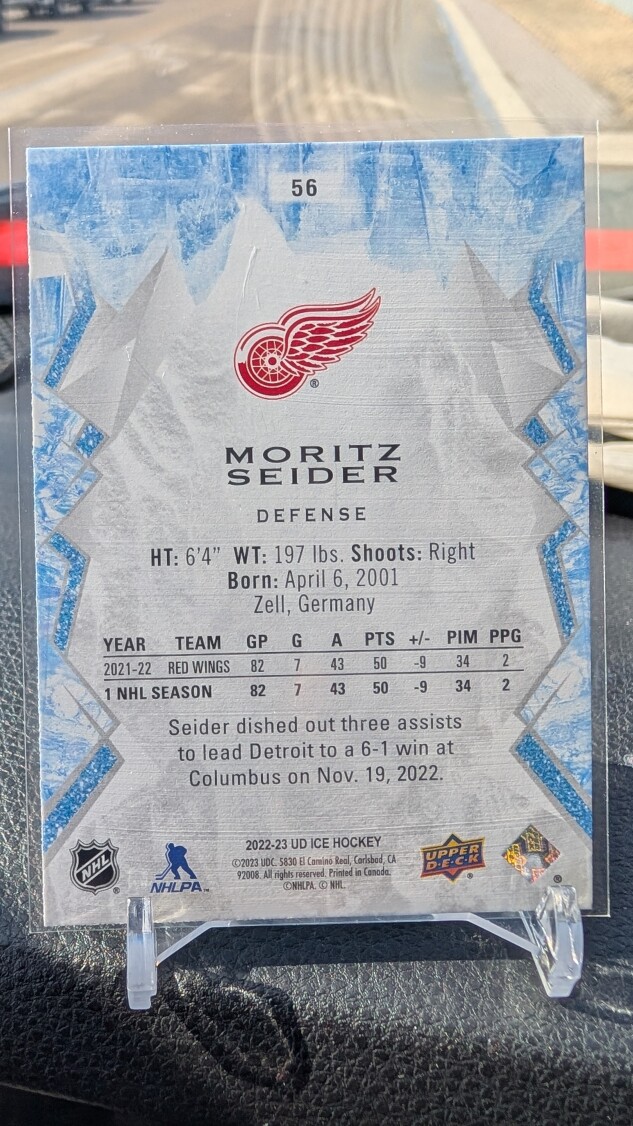 56
®
MORITZ
SEIDER
DEFENSE
HT: 6'4" WT: 197 lbs. Shoots: Right
Born: April 6, 2001
Zell, Germany
YEAR TEAM GP G A PTS +/- PIM PPG
2021-22 RED WINGS 82 7 43 50 -9 34 2
1 NHL SEASON 82 7 43 50 -9 34 2
Seider dished out three assists
to lead Detroit to a 6-1 win at
Columbus on Nov. 19, 2022.
2022-23 UD ICE HOCKEY
©2023 UDC. 5830 El Camino Real, Carlsbad, CA
92008. All rights reserved. Printed in Canada.
©NHLPA. © NHL.
NHL ®
NHLPA™
UPPER
DECK ®
®